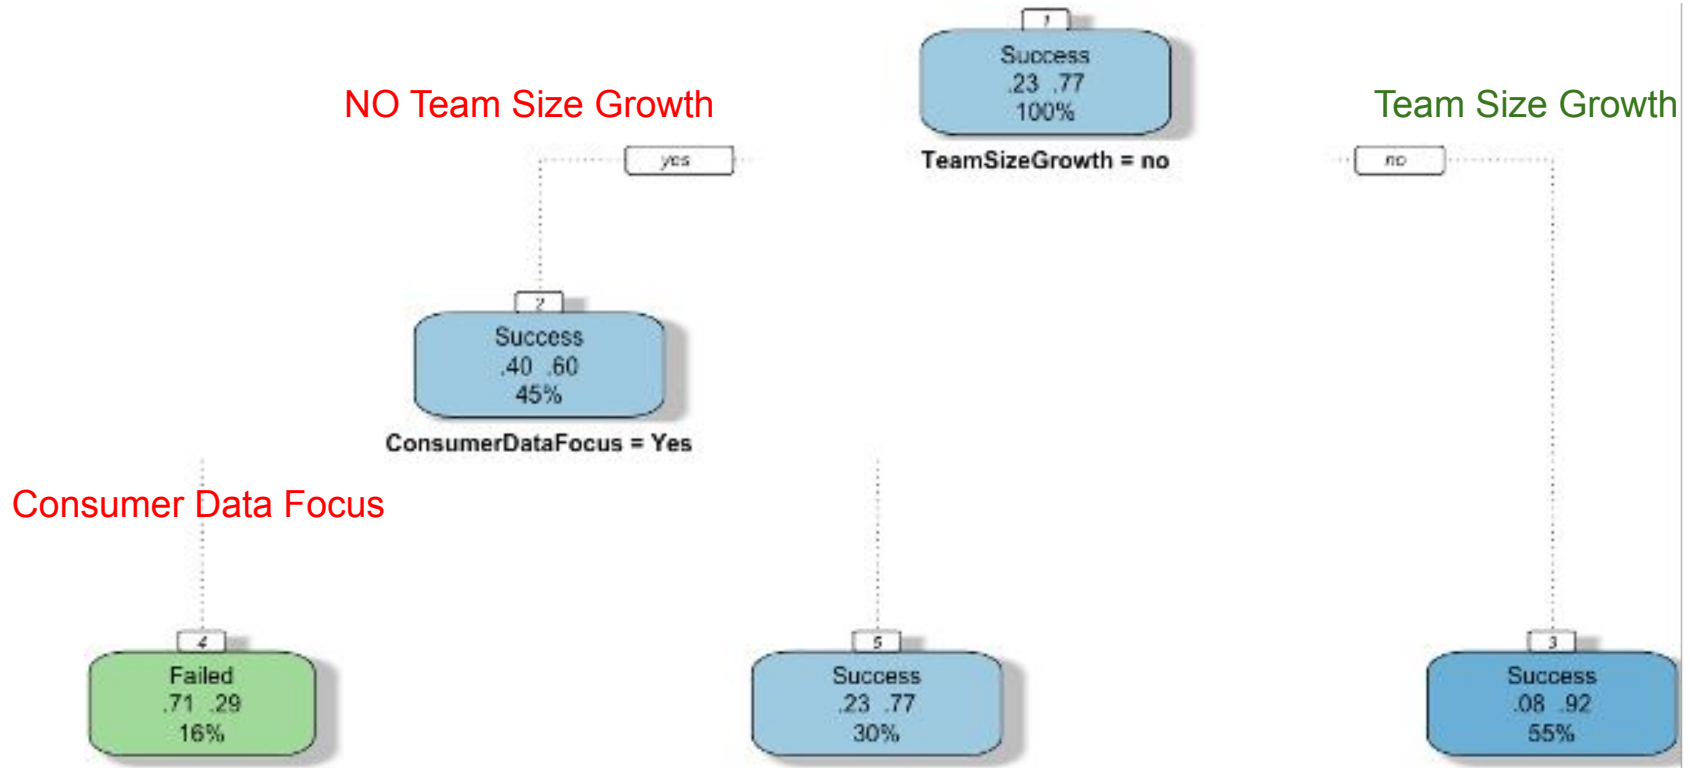 1
Success
.23 .77
100%
NO Team Size Growth
Team Size Growth
yes
TeamSizeGrowth = no
no
2
Success
.40 .60
45%
ConsumerDataFocus = Yes
Consumer Data Focus
4
Failed
.71 .29
16%
5
Success
.23 .77
30%
3
Success
.08 .92
55%